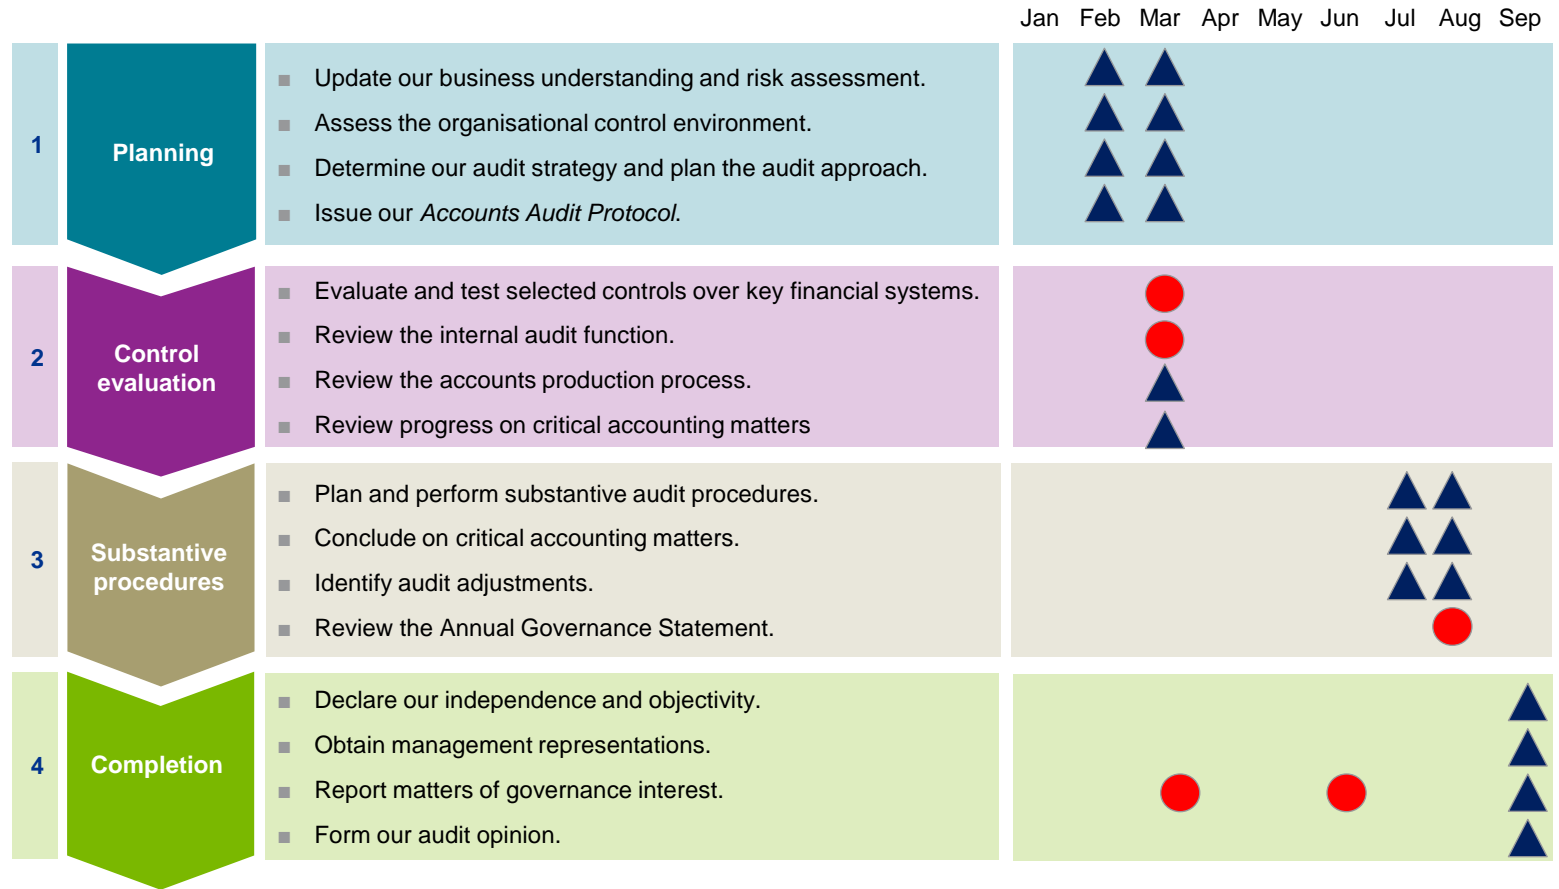 Jan Feb Mar Apr May Jun Jul Aug Sep
1
Planning
■ Update our business understanding and risk assessment.
■ Assess the organisational control environment.
■ Determine our audit strategy and plan the audit approach.
■ Issue our Accounts Audit Protocol.
2
Control
evaluation
■ Evaluate and test selected controls over key financial systems.
■ Review the internal audit function.
■ Review the accounts production process.
■ Review progress on critical accounting matters
3
Substantive
procedures
■ Plan and perform substantive audit procedures.
■ Conclude on critical accounting matters.
■ Identify audit adjustments.
■ Review the Annual Governance Statement.
4
Completion
■ Declare our independence and objectivity.
■ Obtain management representations.
■ Report matters of governance interest.
■ Form our audit opinion.